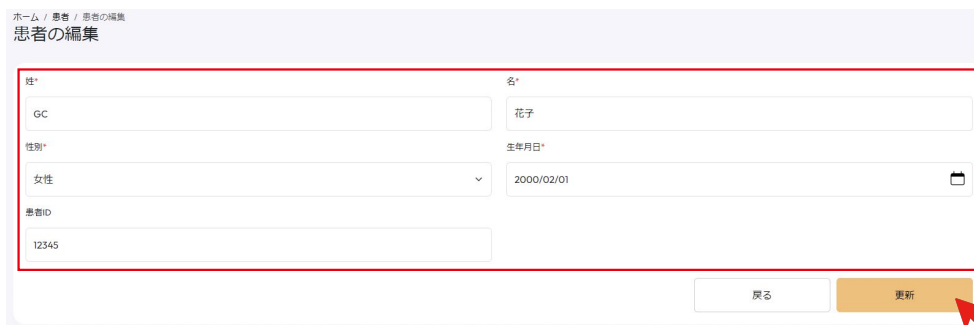 ホーム / 患者 / 患者の編集
患者の編集
姓* 名*
GC 花子
性別* 生年月日*
女性 2000/02/01
患者ID
12345
戻る 更新